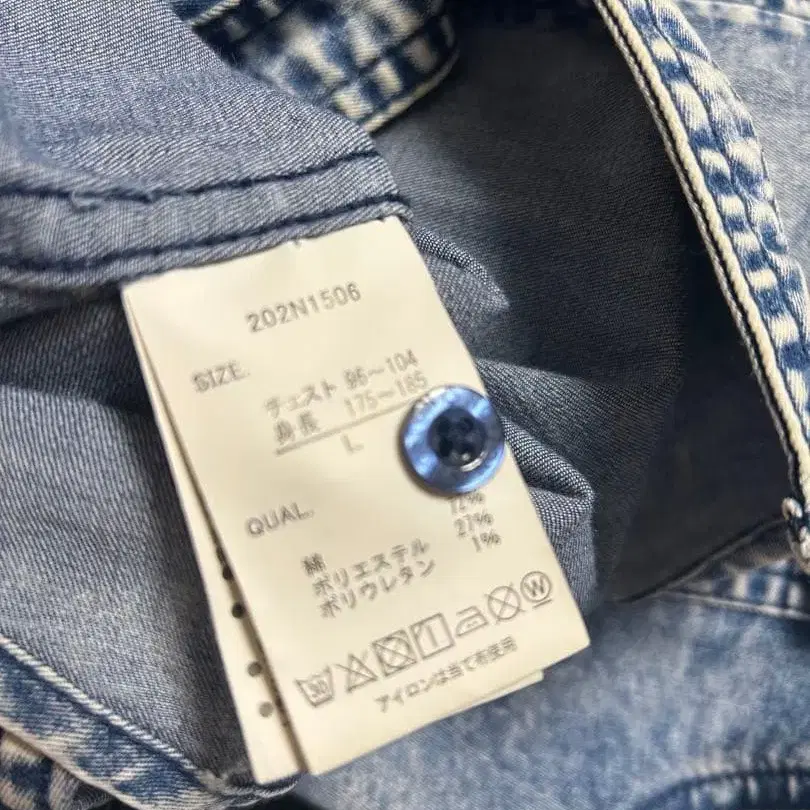 202N1506
SIZE.
チェスト 96～104
身長 175～185
L
QUAL.
綿 72%
ポリエステル 27%
ポリウレタン 1%
30 W
アイロンは当て布使用